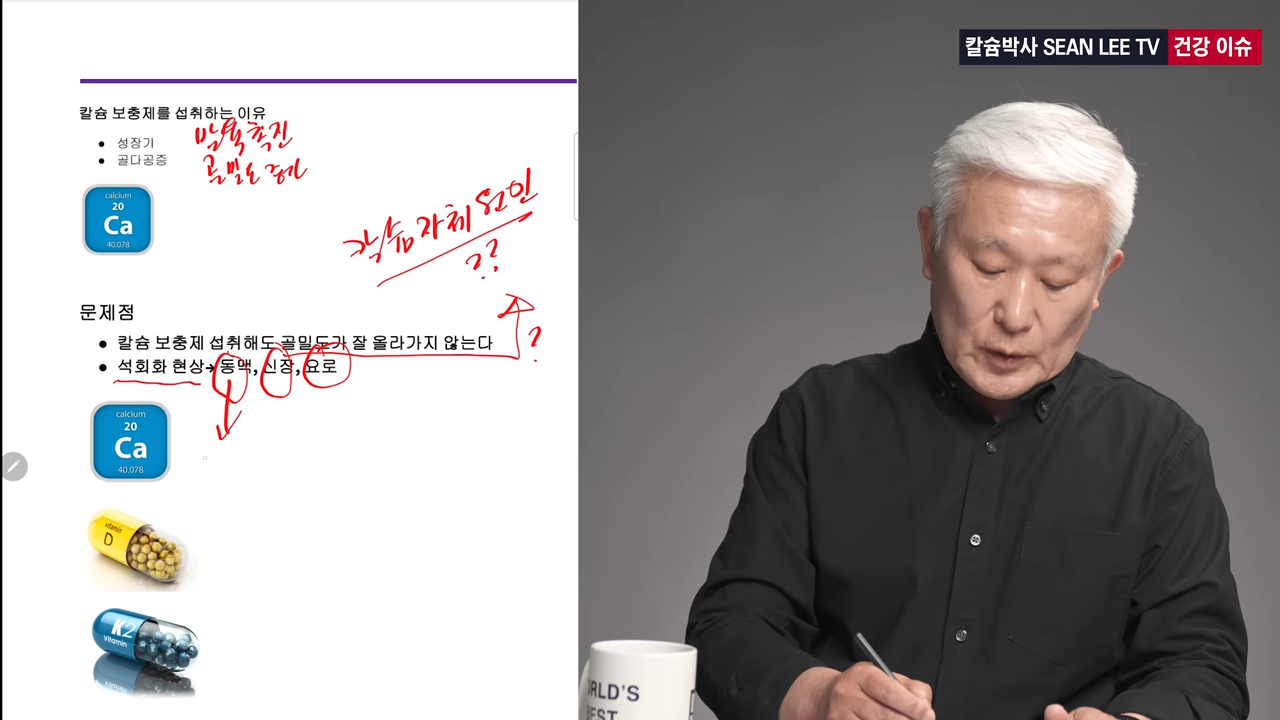 칼슘박사 SEAN LEE TV 건강 이슈
칼슘 보충제를 섭취하는 이유
• 성장기
발육촉진
• 골다공증
골밀도 증가
calcium
20
Ca
40.078
칼슘 자체 원인
??
문제점
• 칼슘 보충제 섭취해도 골밀도가 잘 올라가지 않는다
?
• 석회화 현상→ 동맥, 신장, 요로
calcium
20
Ca
40.078
vitamin
D
K2
Vitamin
ORLD'S
BEST